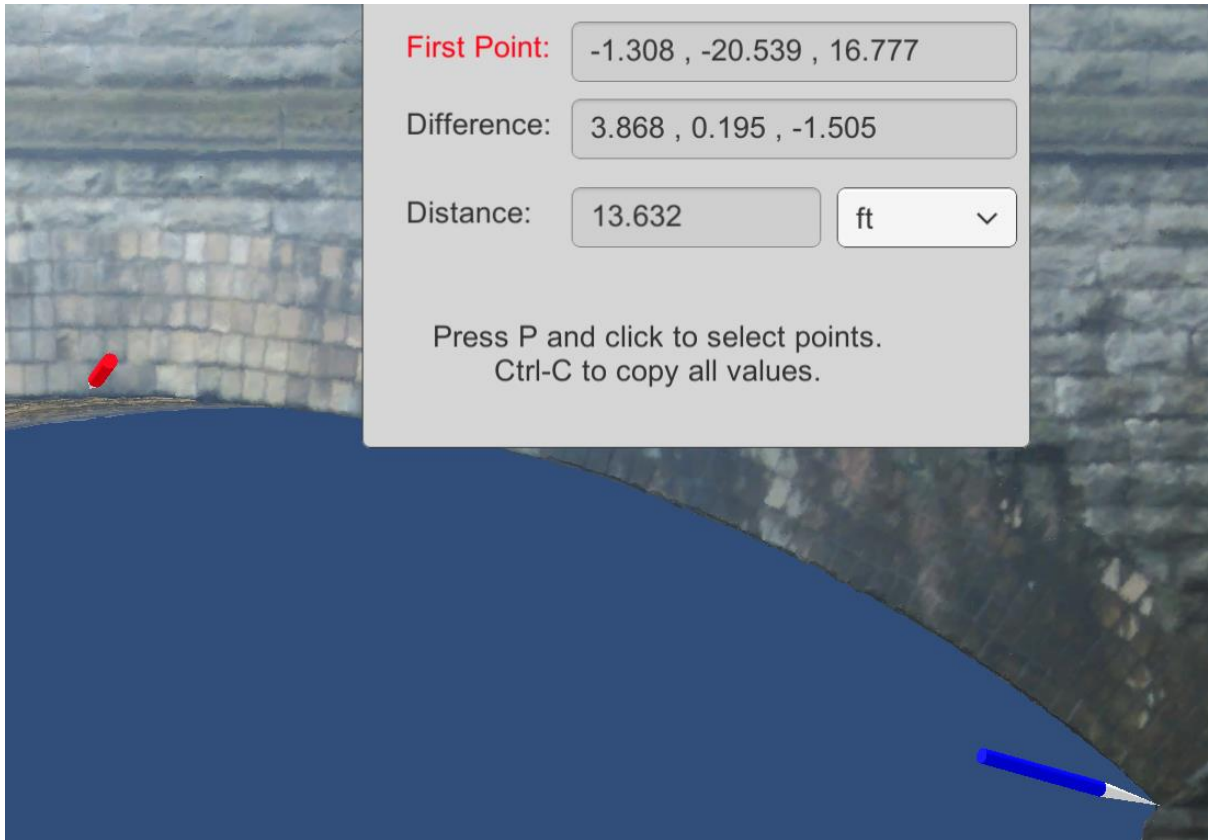 First Point: -1.308 , -20.539 , 16.777
Difference: 3.868 , 0.195 , -1.505
Distance: 13.632 ft
Press P and click to select points.
Ctrl-C to copy all values.